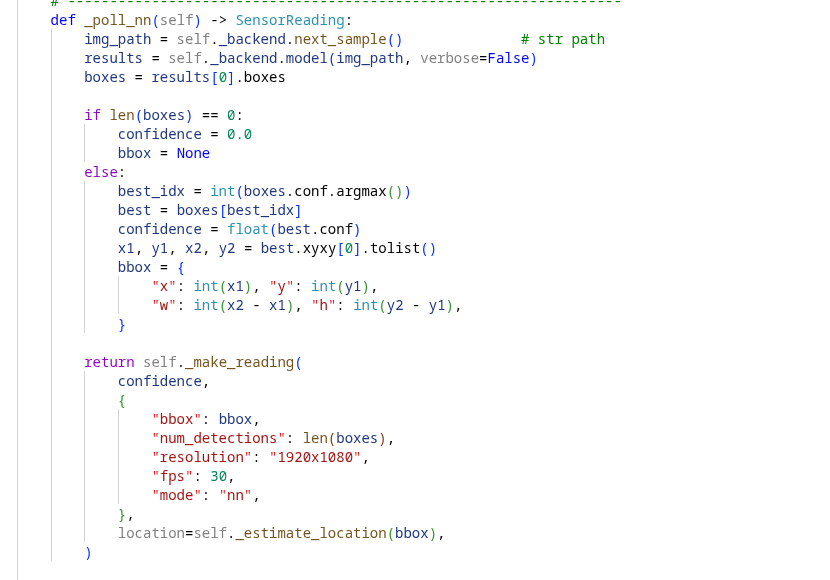 # ------------------------------------------------------------------
def _poll_nn(self) -> SensorReading:
    img_path = self._backend.next_sample()              # str path
    results = self._backend.model(img_path, verbose=False)
    boxes = results[0].boxes

    if len(boxes) == 0:
        confidence = 0.0
        bbox = None
    else:
        best_idx = int(boxes.conf.argmax())
        best = boxes[best_idx]
        confidence = float(best.conf)
        x1, y1, x2, y2 = best.xyxy[0].tolist()
        bbox = {
            "x": int(x1), "y": int(y1),
            "w": int(x2 - x1), "h": int(y2 - y1),
        }

    return self._make_reading(
        confidence,
        {
            "bbox": bbox,
            "num_detections": len(boxes),
            "resolution": "1920x1080",
            "fps": 30,
            "mode": "nn",
        },
        location=self._estimate_location(bbox),
    )